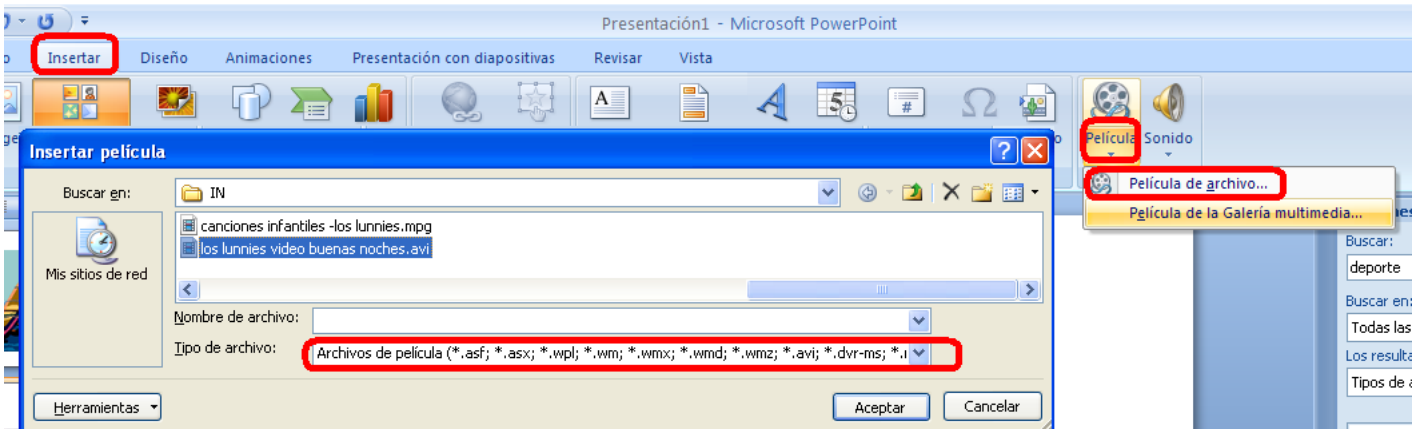 Presentación1 - Microsoft PowerPoint
Insertar Diseño Animaciones Presentación con diapositivas Revisar Vista
Película Sonido
Insertar película
Película de archivo...
Película de la Galería multimedia...
Buscar en: IN
canciones infantiles -los lunnies.mpg
los lunnies video buenas noches.avi
Mis sitios de red
Nombre de archivo:
Tipo de archivo: Archivos de película (*.asf; *.asx; *.wpl; *.wm; *.wmx; *.wmd; *.wmz; *.avi; *.dvr-ms; *.
Herramientas Aceptar Cancelar
Buscar:
deporte
Buscar en:
Todas las
Los resulta
Tipos de a